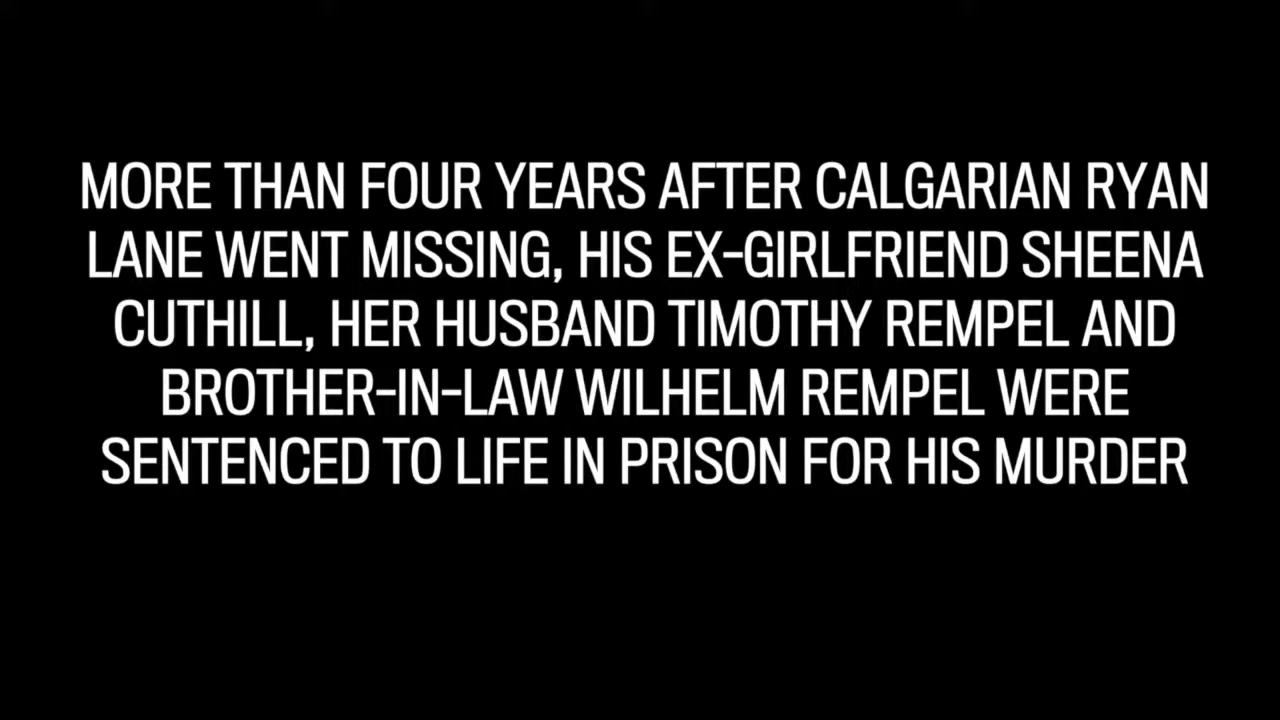 MORE THAN FOUR YEARS AFTER CALGARIAN RYAN
LANE WENT MISSING, HIS EX-GIRLFRIEND SHEENA
CUTHILL, HER HUSBAND TIMOTHY REMPEL AND
BROTHER-IN-LAW WILHELM REMPEL WERE
SENTENCED TO LIFE IN PRISON FOR HIS MURDER